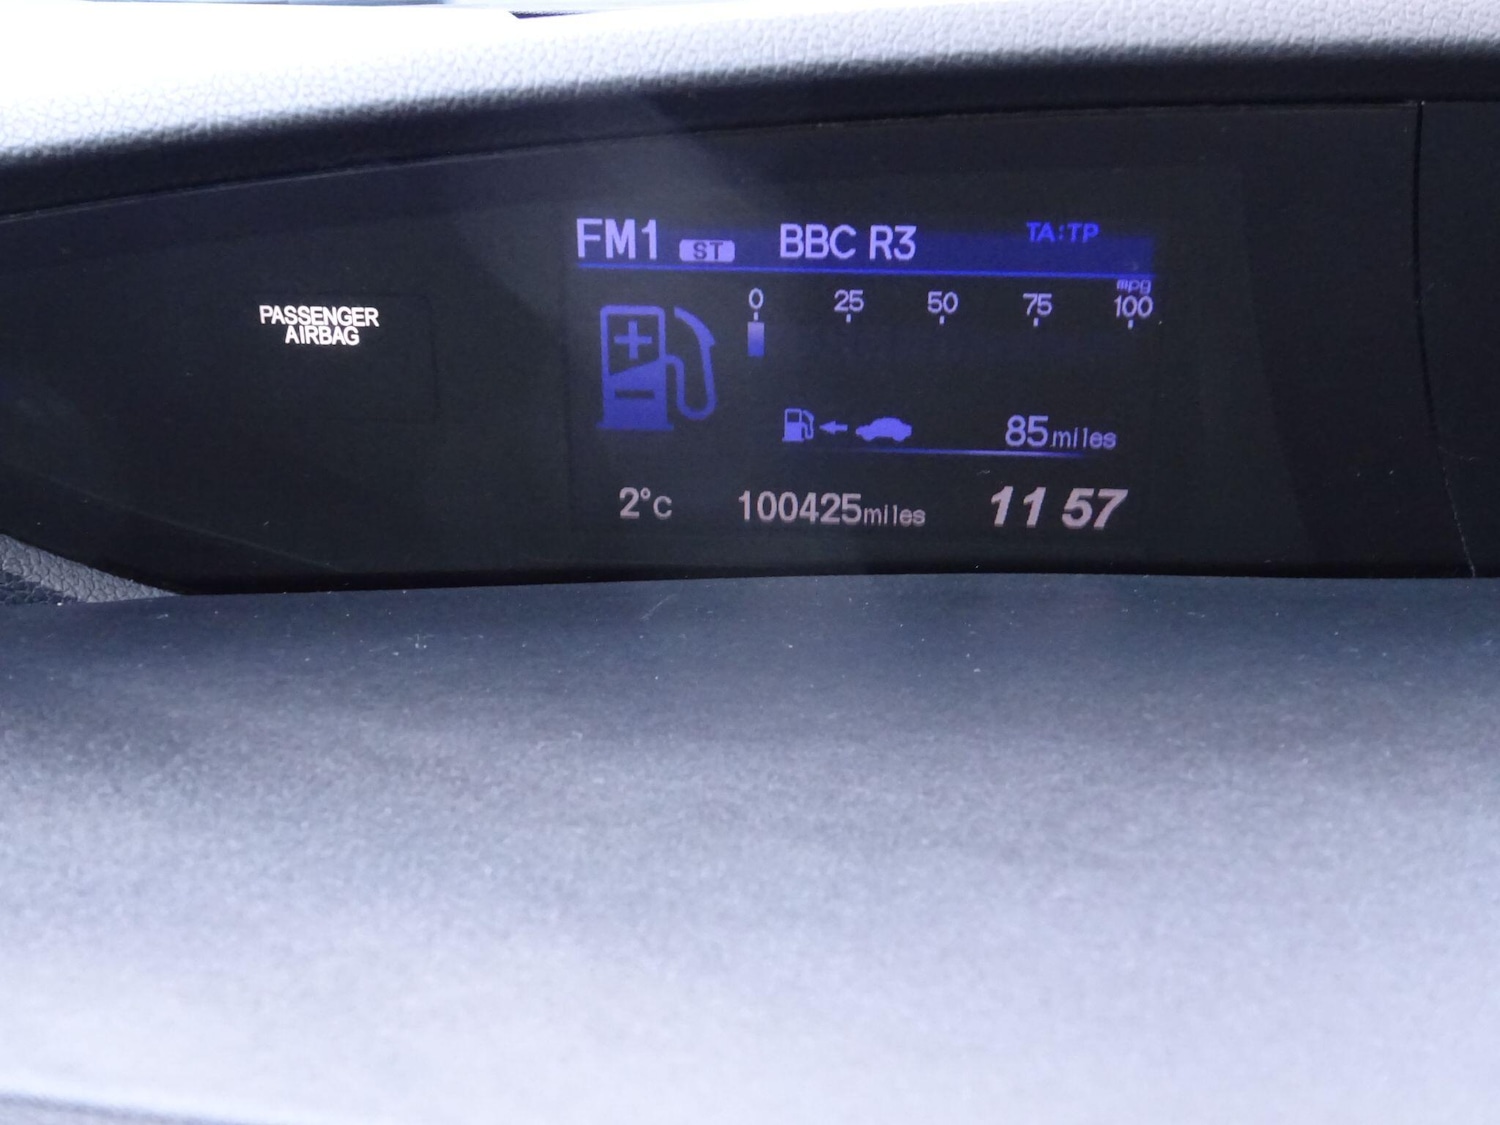 FM1 ST BBC R3 TA:TP
mpg
0 25 50 75 100
PASSENGER
AIRBAG
85miles
2°C 100425miles 11 57